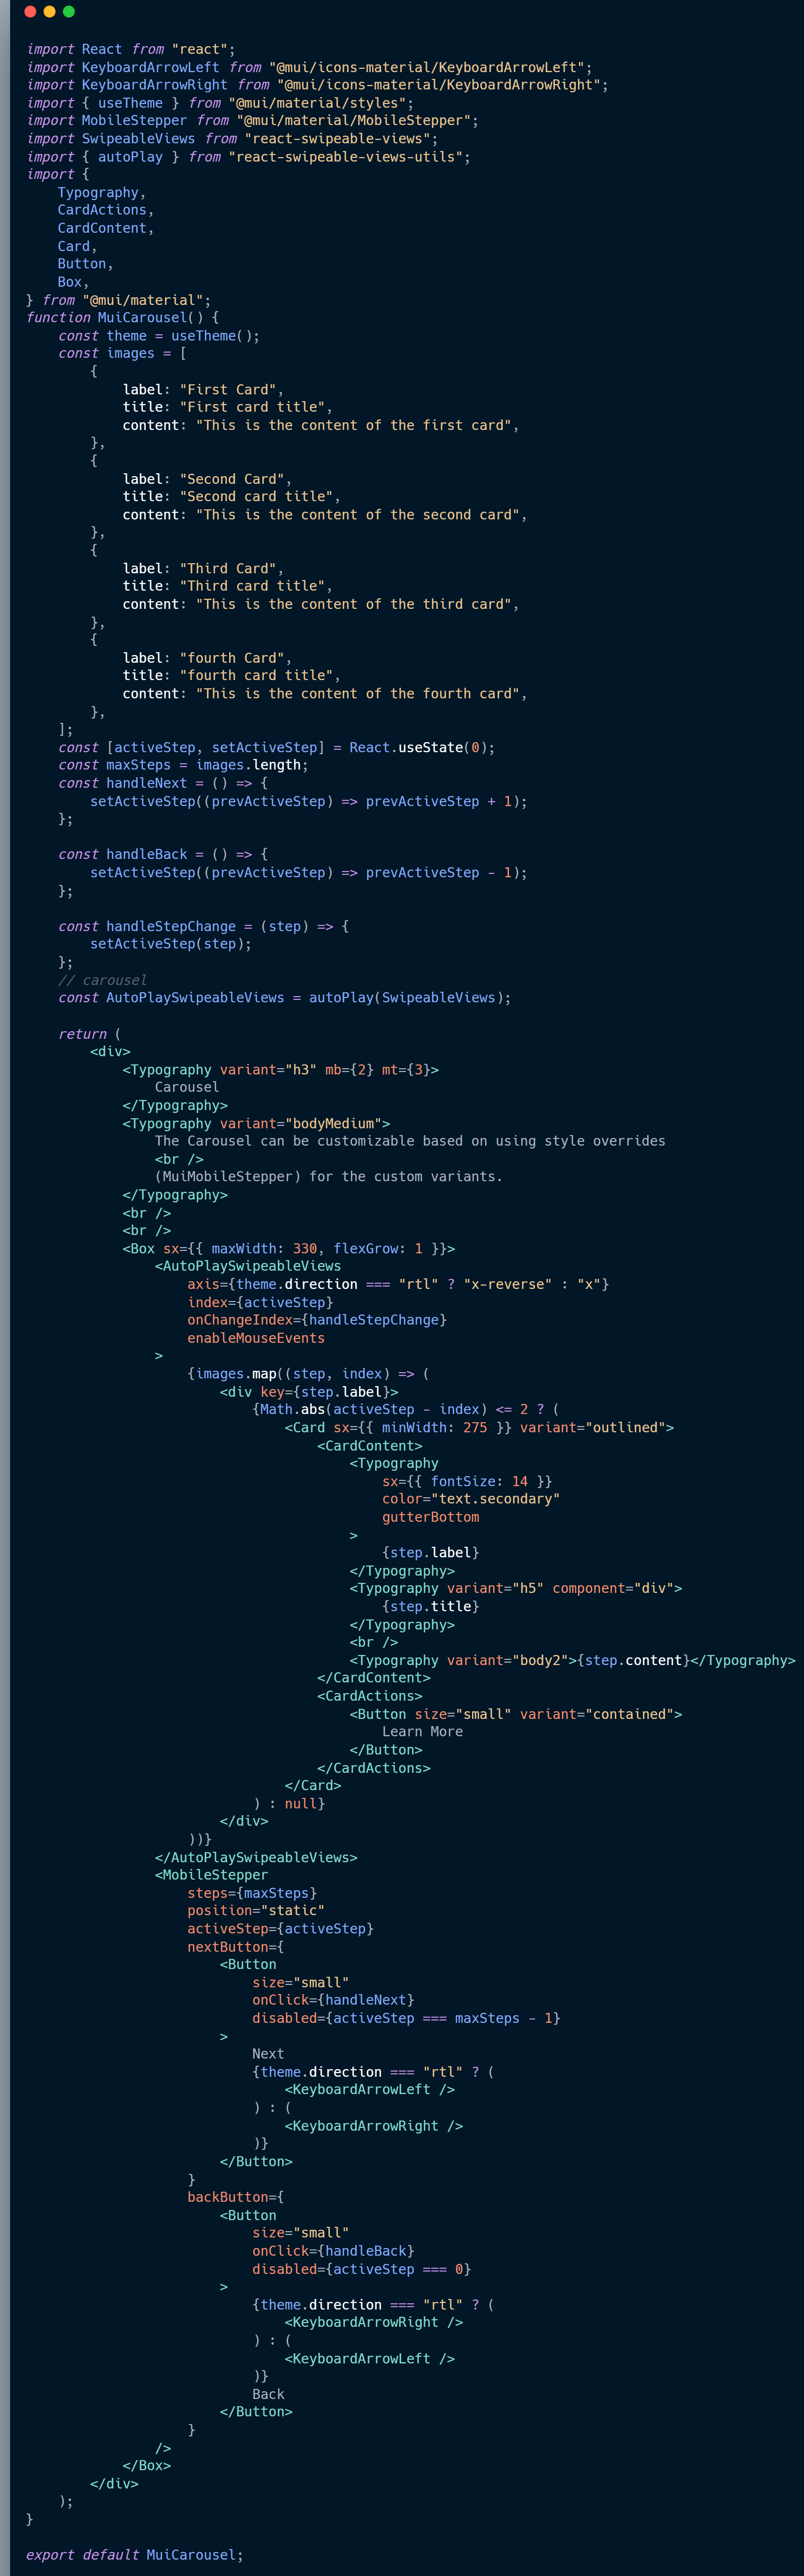 import React from "react";
import KeyboardArrowLeft from "@mui/icons-material/KeyboardArrowLeft";
import KeyboardArrowRight from "@mui/icons-material/KeyboardArrowRight";
import { useTheme } from "@mui/material/styles";
import MobileStepper from "@mui/material/MobileStepper";
import SwipeableViews from "react-swipeable-views";
import { autoPlay } from "react-swipeable-views-utils";
import {
    Typography,
    CardActions,
    CardContent,
    Card,
    Button,
    Box,
} from "@mui/material";
function MuiCarousel() {
    const theme = useTheme();
    const images = [
        {
            label: "First Card",
            title: "First card title",
            content: "This is the content of the first card",
        },
        {
            label: "Second Card",
            title: "Second card title",
            content: "This is the content of the second card",
        },
        {
            label: "Third Card",
            title: "Third card title",
            content: "This is the content of the third card",
        },
        {
            label: "fourth Card",
            title: "fourth card title",
            content: "This is the content of the fourth card",
        },
    ];
    const [activeStep, setActiveStep] = React.useState(0);
    const maxSteps = images.length;
    const handleNext = () => {
        setActiveStep((prevActiveStep) => prevActiveStep + 1);
    };

    const handleBack = () => {
        setActiveStep((prevActiveStep) => prevActiveStep - 1);
    };

    const handleStepChange = (step) => {
        setActiveStep(step);
    };
    // carousel
    const AutoPlaySwipeableViews = autoPlay(SwipeableViews);

    return (
        <div>
            <Typography variant="h3" mb={2} mt={3}>
                Carousel
            </Typography>
            <Typography variant="bodyMedium">
                The Carousel can be customizable based on using style overrides
                <br />
                (MuiMobileStepper) for the custom variants.
            </Typography>
            <br />
            <br />
            <Box sx={{ maxWidth: 330, flexGrow: 1 }}>
                <AutoPlaySwipeableViews
                    axis={theme.direction === "rtl" ? "x-reverse" : "x"}
                    index={activeStep}
                    onChangeIndex={handleStepChange}
                    enableMouseEvents
                >
                    {images.map((step, index) => (
                        <div key={step.label}>
                            {Math.abs(activeStep - index) <= 2 ? (
                                <Card sx={{ minWidth: 275 }} variant="outlined">
                                    <CardContent>
                                        <Typography
                                            sx={{ fontSize: 14 }}
                                            color="text.secondary"
                                            gutterBottom
                                        >
                                            {step.label}
                                        </Typography>
                                        <Typography variant="h5" component="div">
                                            {step.title}
                                        </Typography>
                                        <br />
                                        <Typography variant="body2">{step.content}</Typography>
                                    </CardContent>
                                    <CardActions>
                                        <Button size="small" variant="contained">
                                            Learn More
                                        </Button>
                                    </CardActions>
                                </Card>
                            ) : null}
                        </div>
                    ))}
                </AutoPlaySwipeableViews>
                <MobileStepper
                    steps={maxSteps}
                    position="static"
                    activeStep={activeStep}
                    nextButton={
                        <Button
                            size="small"
                            onClick={handleNext}
                            disabled={activeStep === maxSteps - 1}
                        >
                            Next
                            {theme.direction === "rtl" ? (
                                <KeyboardArrowLeft />
                            ) : (
                                <KeyboardArrowRight />
                            )}
                        </Button>
                    }
                    backButton={
                        <Button
                            size="small"
                            onClick={handleBack}
                            disabled={activeStep === 0}
                        >
                            {theme.direction === "rtl" ? (
                                <KeyboardArrowRight />
                            ) : (
                                <KeyboardArrowLeft />
                            )}
                            Back
                        </Button>
                    }
                />
            </Box>
        </div>
    );
}

export default MuiCarousel;